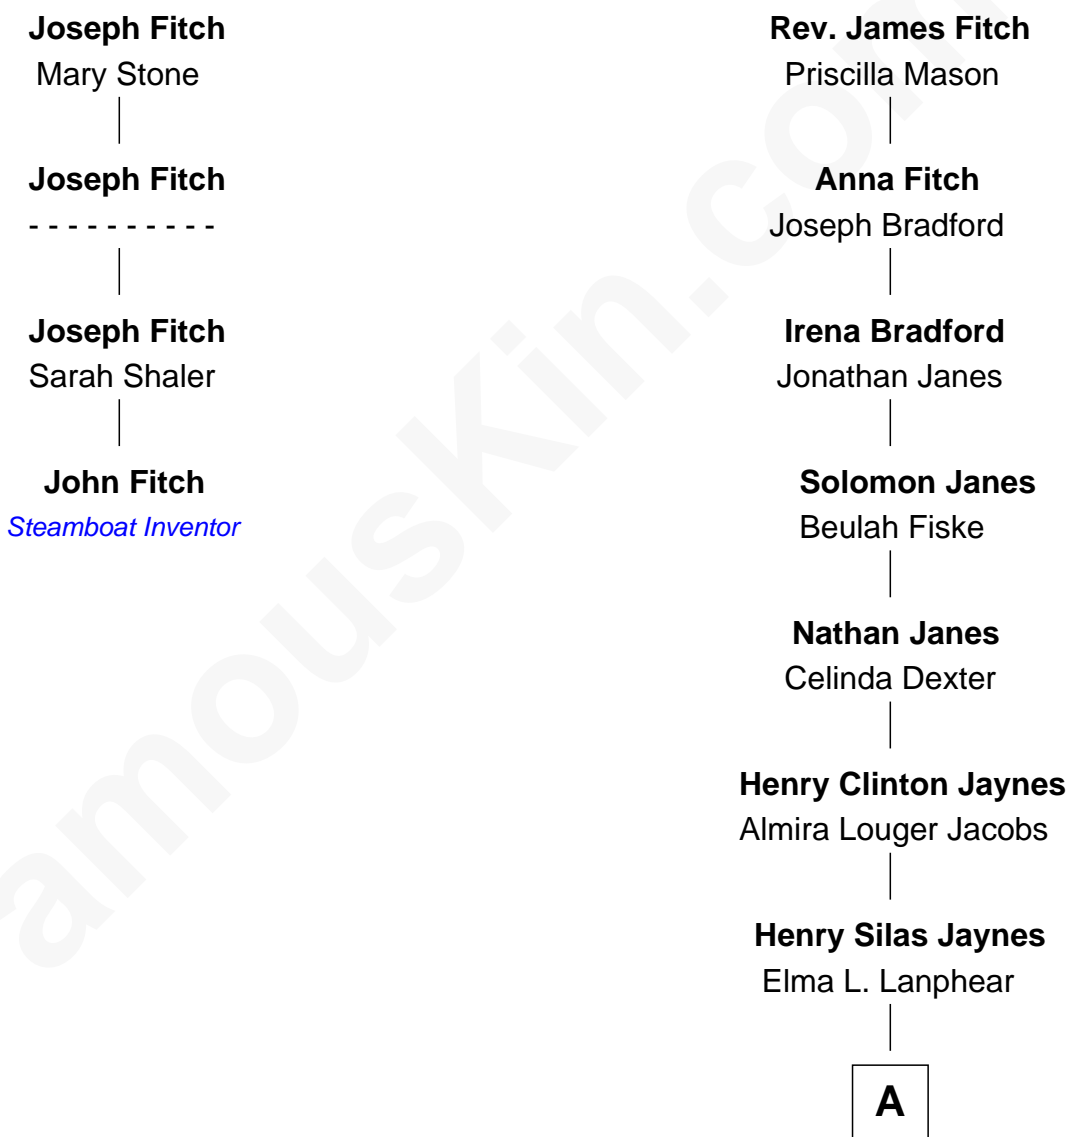 Joseph Fitch
Mary Stone
Joseph Fitch
- - - - - - - - - -
Joseph Fitch
Sarah Shaler
John Fitch
Steamboat Inventor
Rev. James Fitch
Priscilla Mason
Anna Fitch
Joseph Bradford
Irena Bradford
Jonathan Janes
Solomon Janes
Beulah Fiske
Nathan Janes
Celinda Dexter
Henry Clinton Jaynes
Almira Louger Jacobs
Henry Silas Jaynes
Elma L. Lanphear
A
amouskin.com